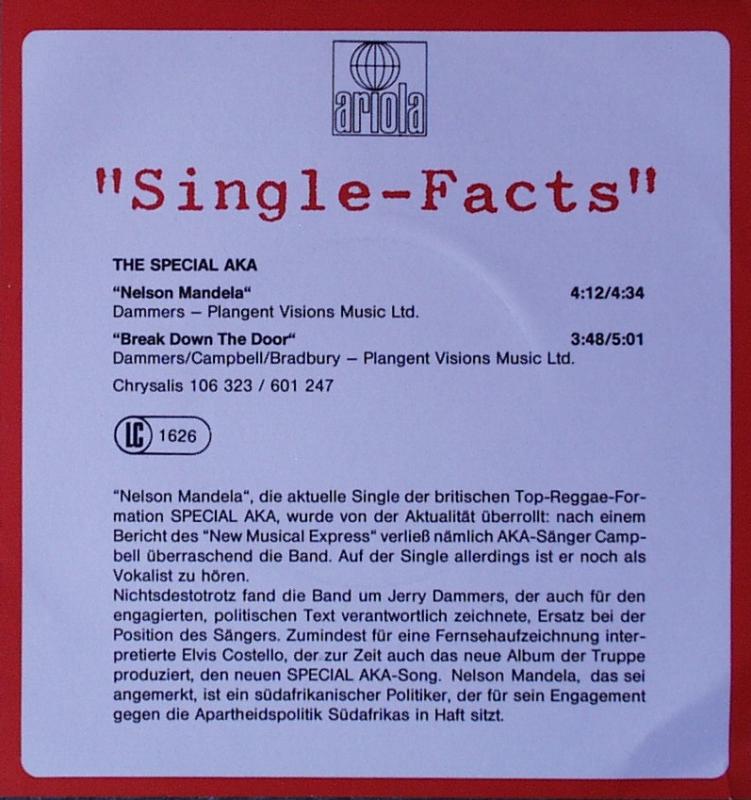 ariola
"Single-Facts"
THE SPECIAL AKA
“Nelson Mandela“ 4:12/4:34
Dammers – Plangent Visions Music Ltd.
“Break Down The Door“ 3:48/5:01
Dammers/Campbell/Bradbury – Plangent Visions Music Ltd.
Chrysalis 106 323 / 601 247
LC 1626
“Nelson Mandela“, die aktuelle Single der britischen Top-Reggae-For-
mation SPECIAL AKA, wurde von der Aktualität überrollt: nach einem
Bericht des “New Musical Express“ verließ nämlich AKA-Sänger Camp-
bell überraschend die Band. Auf der Single allerdings ist er noch als
Vokalist zu hören.
Nichtsdestotrotz fand die Band um Jerry Dammers, der auch für den
engagierten, politischen Text verantwortlich zeichnete, Ersatz bei der
Position des Sängers. Zumindest für eine Fernsehaufzeichnung inter-
pretierte Elvis Costello, der zur Zeit auch das neue Album der Truppe
produziert, den neuen SPECIAL AKA-Song. Nelson Mandela, das sei
angemerkt, ist ein südafrikanischer Politiker, der für sein Engagement
gegen die Apartheidspolitik Südafrikas in Haft sitzt.